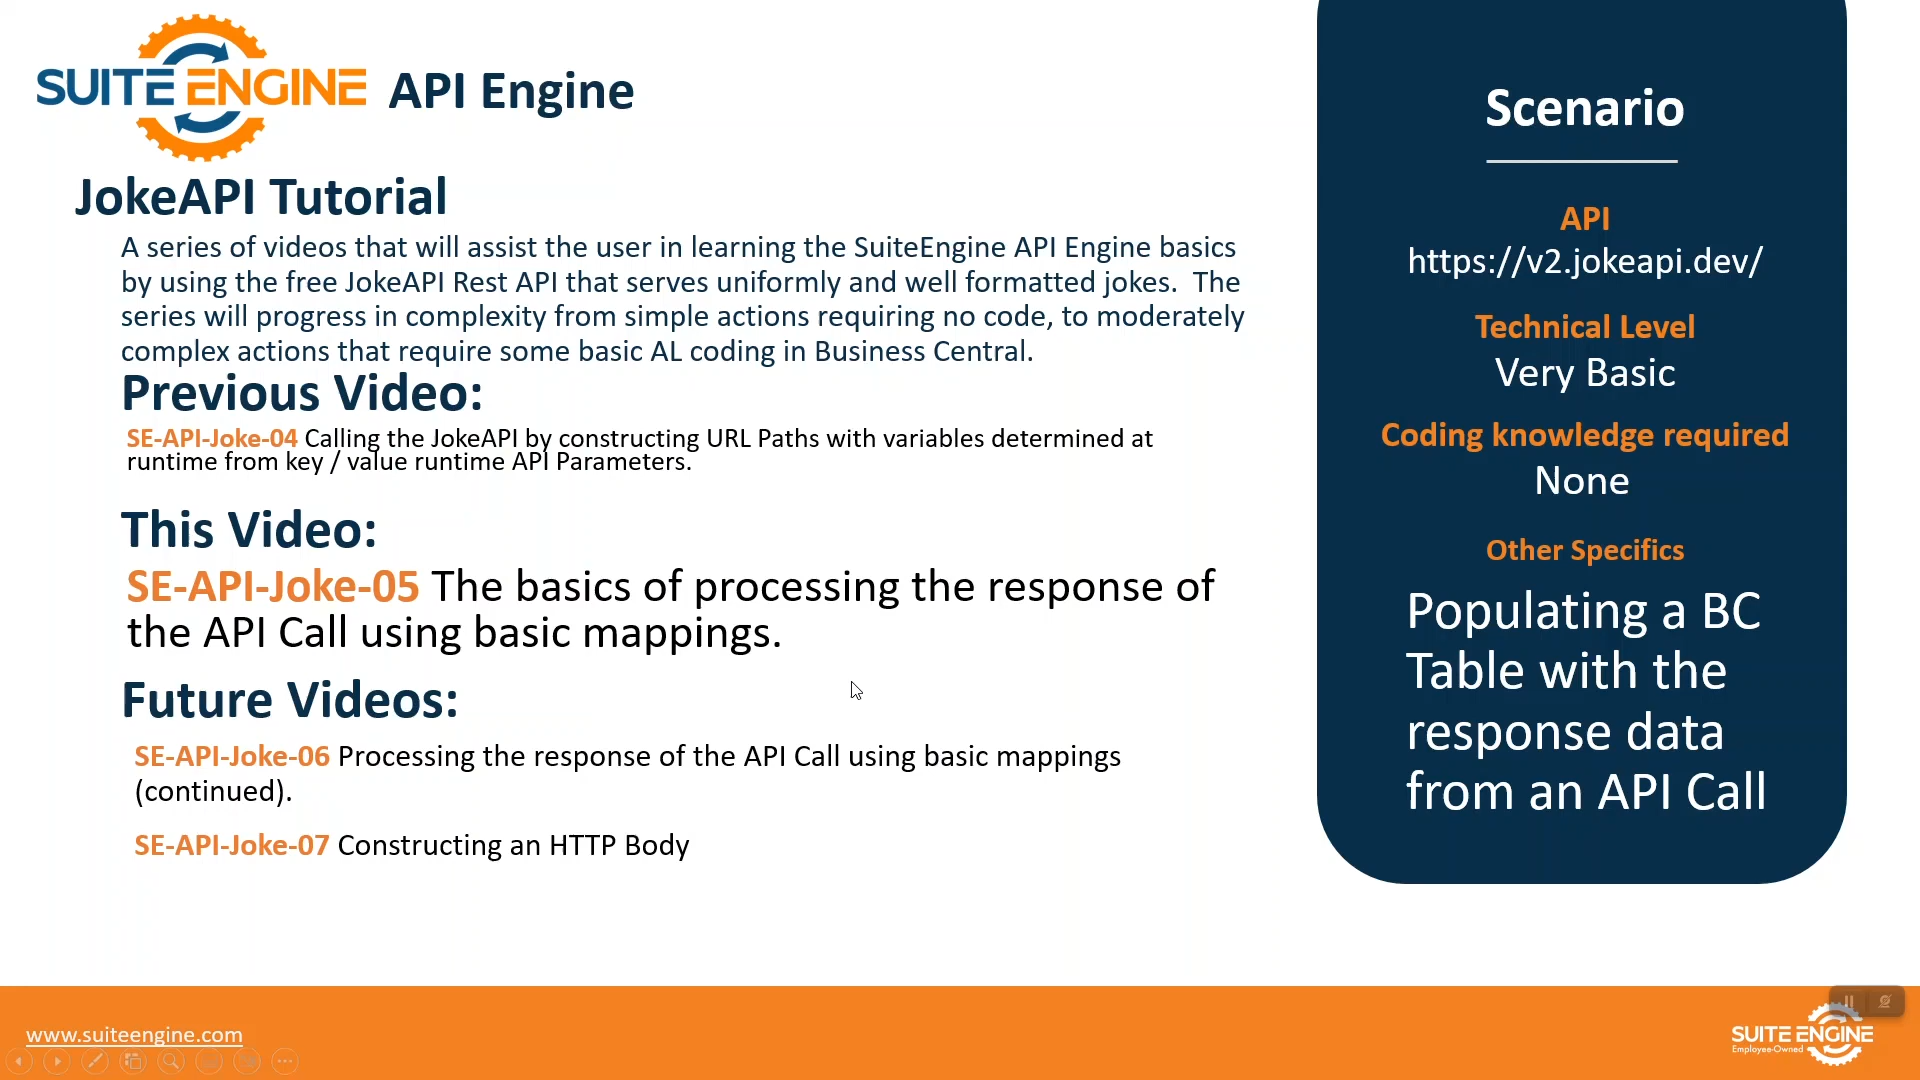 SUITE ENGINE API Engine
JokeAPI Tutorial
A series of videos that will assist the user in learning the SuiteEngine API Engine basics
by using the free JokeAPI Rest API that serves uniformly and well formatted jokes.  The
series will progress in complexity from simple actions requiring no code, to moderately
complex actions that require some basic AL coding in Business Central.
Previous Video:
SE-API-Joke-04 Calling the JokeAPI by constructing URL Paths with variables determined at
runtime from key / value runtime API Parameters.
This Video:
SE-API-Joke-05 The basics of processing the response of
the API Call using basic mappings.
Future Videos:
SE-API-Joke-06 Processing the response of the API Call using basic mappings
(continued).
SE-API-Joke-07 Constructing an HTTP Body
Scenario
API
https://v2.jokeapi.dev/
Technical Level
Very Basic
Coding knowledge required
None
Other Specifics
Populating a BC
Table with the
response data
from an API Call
www.suiteengine.com
SUITE ENGINE
Employee-Owned